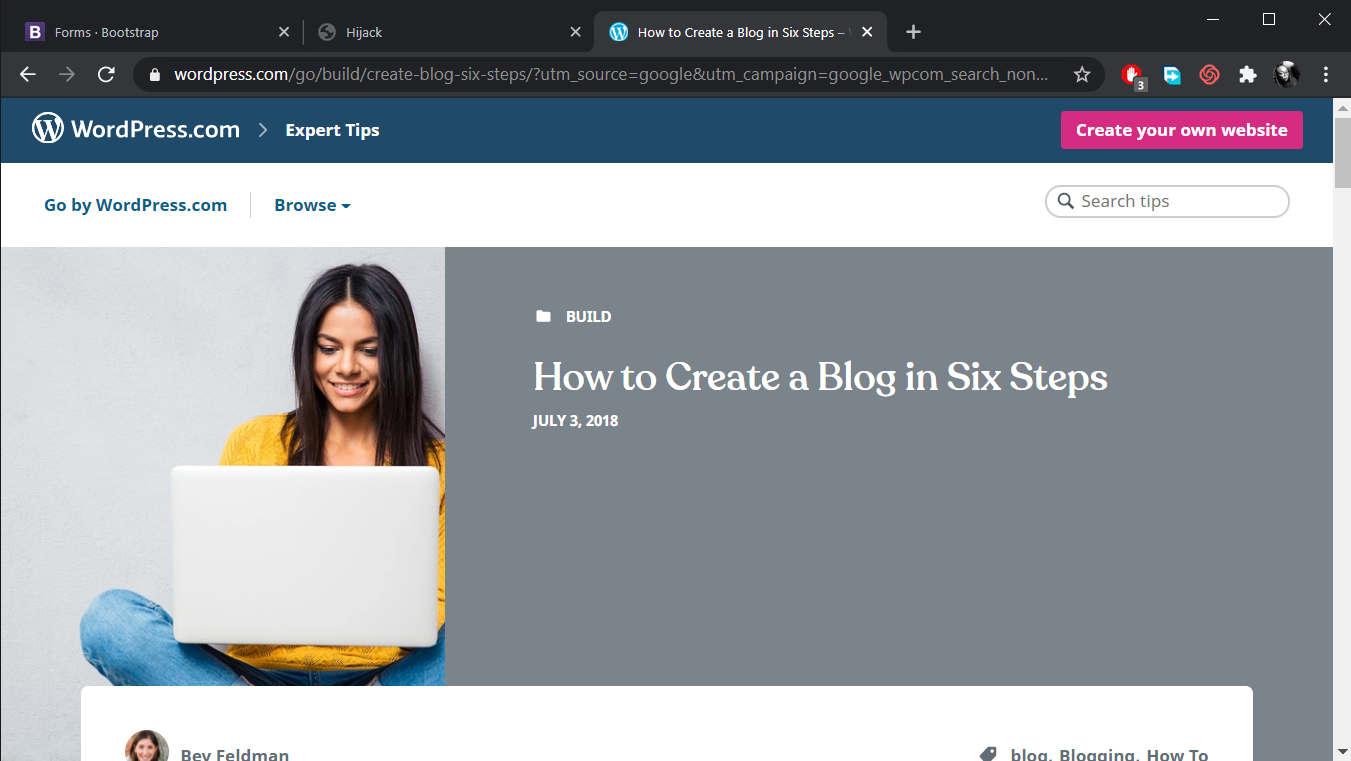 B Forms · Bootstrap
Hijack
How to Create a Blog in Six Steps –
wordpress.com/go/build/create-blog-six-steps/?utm_source=google&utm_campaign=google_wpcom_search_non...
3
WordPress.com
Expert Tips
Create your own website
Go by WordPress.com
Browse
Search tips
BUILD
How to Create a Blog in Six Steps
JULY 3, 2018
Bev Feldman
blog, Blogging, How To